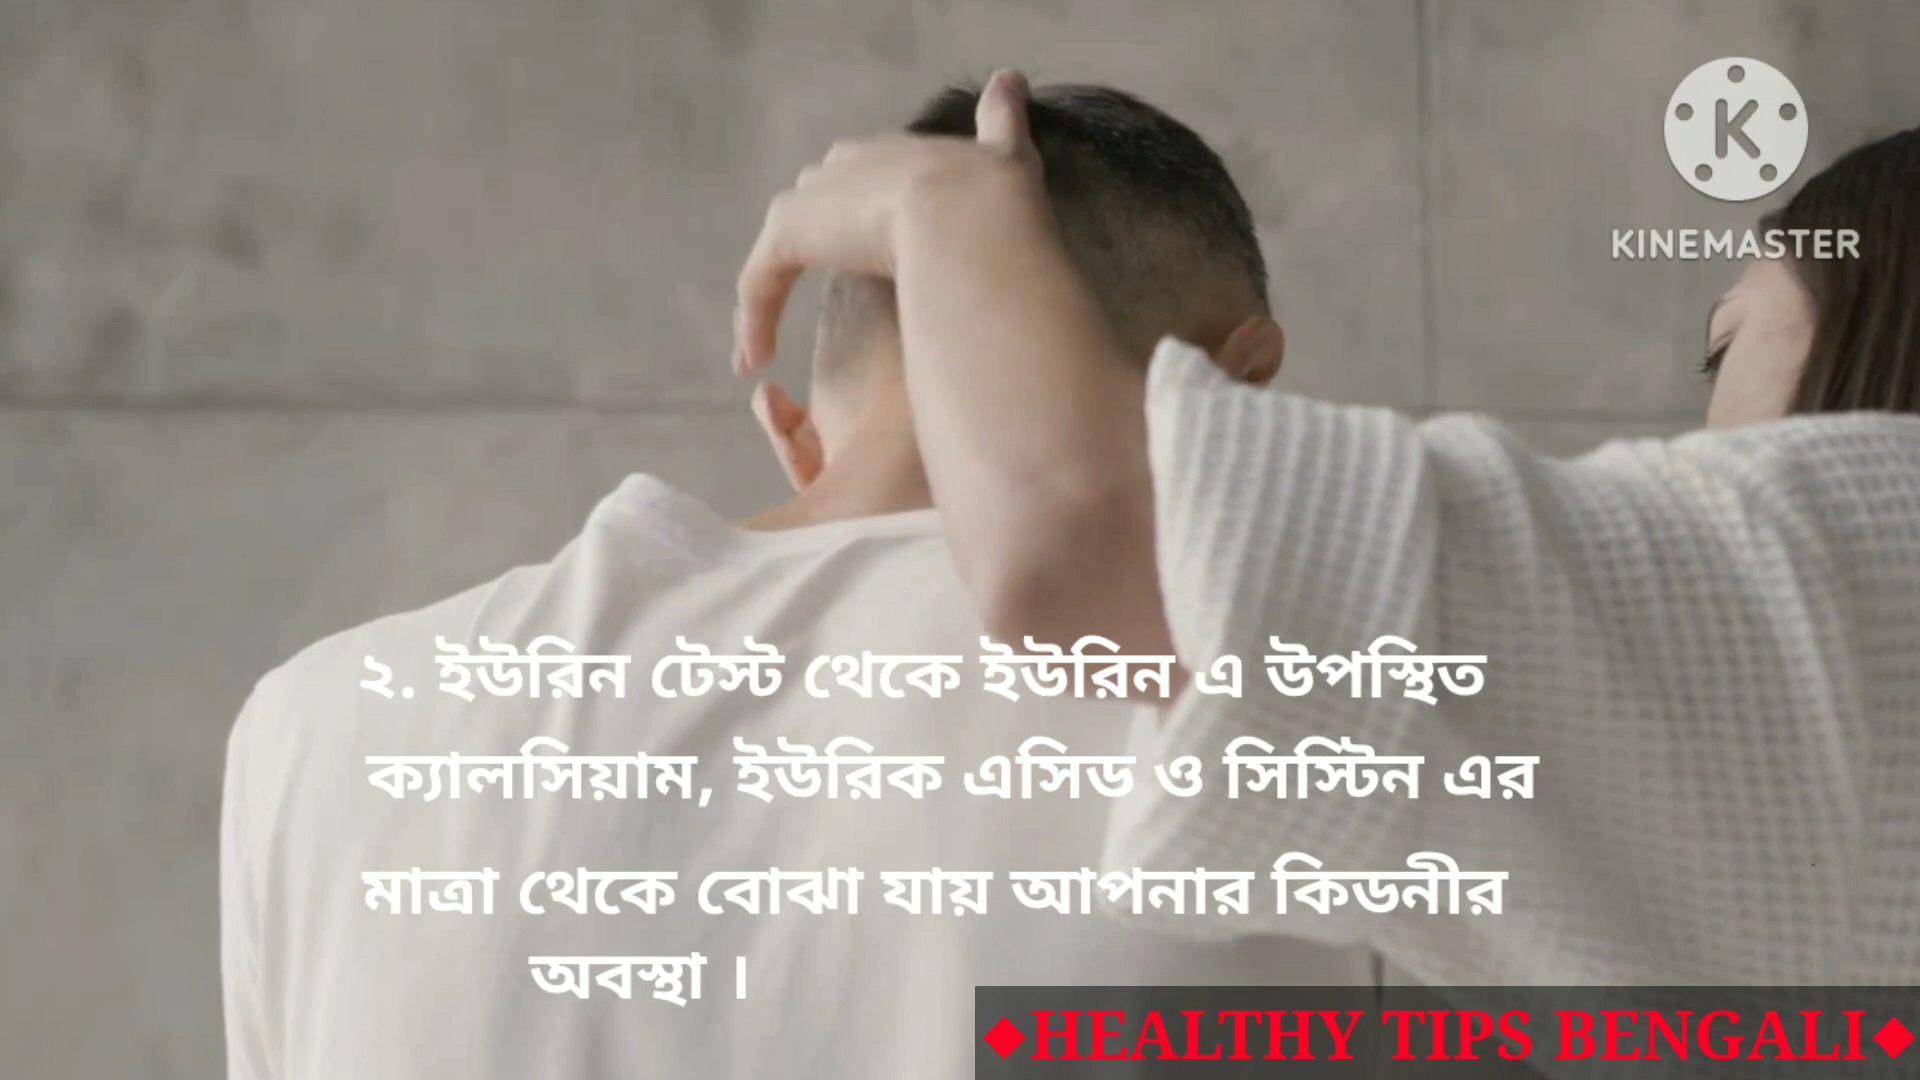 KINEMASTER
২. ইউরিন টেস্ট থেকে ইউরিন এ উপস্থিত
ক্যালসিয়াম, ইউরিক এসিড ও সিস্টিন এর
মাত্রা থেকে বোঝা যায় আপনার কিডনীর
অবস্থা ।
◆HEALTHY TIPS BENGALI◆